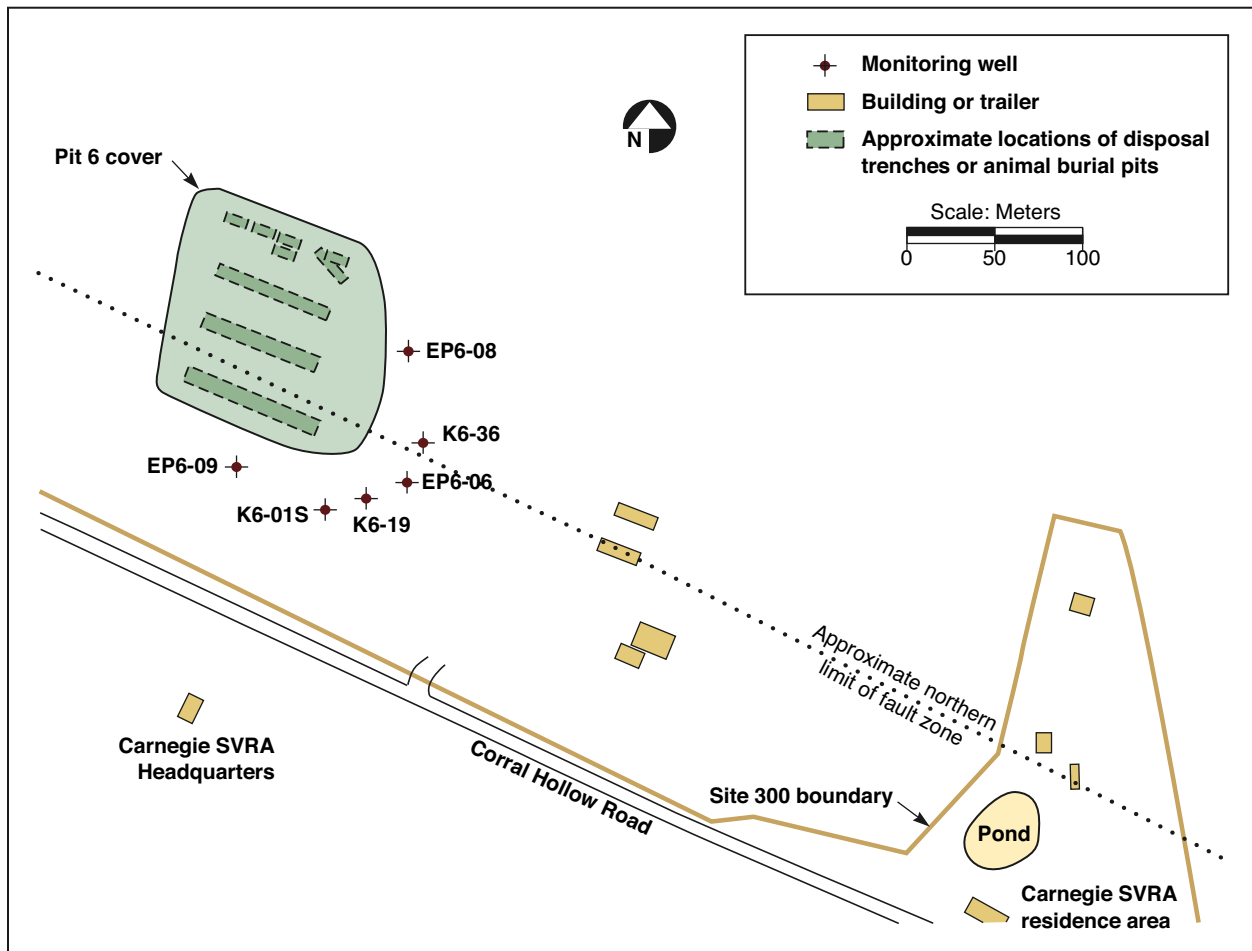 Monitoring well
Building or trailer
Approximate locations of disposal
trenches or animal burial pits
Scale: Meters
0 50 100
N
Pit 6 cover
EP6-08
K6-36
EP6-09
EP6-06
K6-01S
K6-19
Approximate northern
limit of fault zone
Carnegie SVRA
Headquarters
Corral Hollow Road
Site 300 boundary
Pond
Carnegie SVRA
residence area